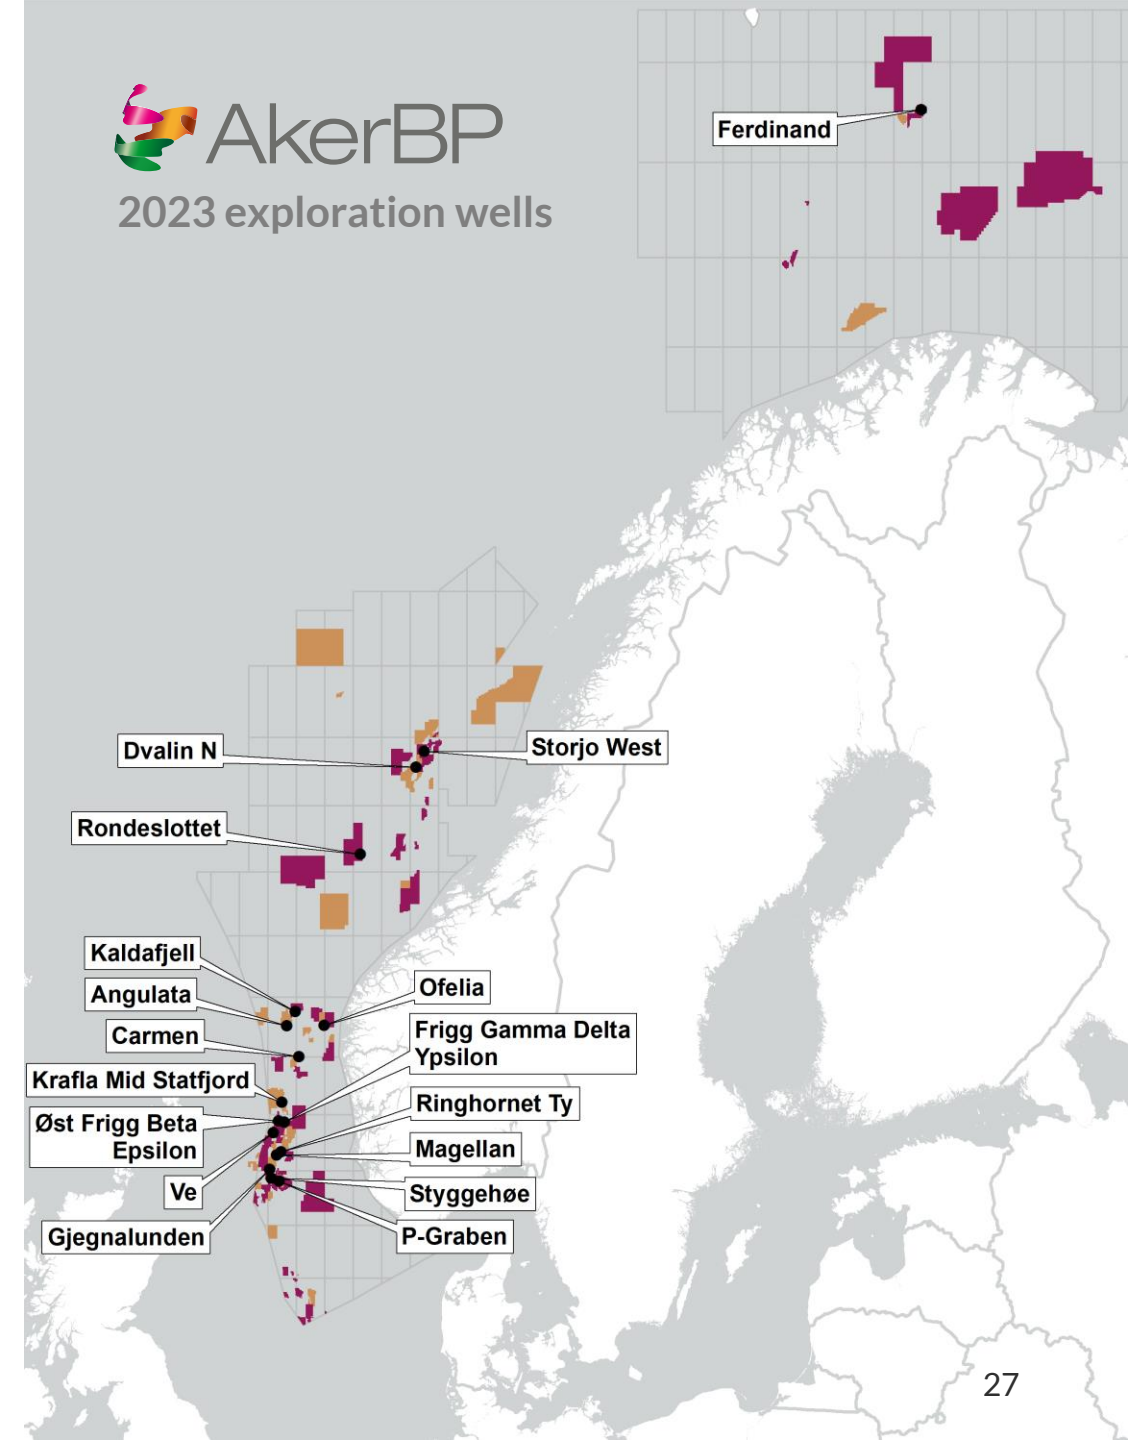 AkerBP
2023 exploration wells
Ferdinand
Dvalin N
Storjo West
Rondeslottet
Kaldafjell
Angulata
Carmen
Krafla Mid Statfjord
Øst Frigg Beta
Epsilon
Ve
Gjegnalunden
Ofelia
Frigg Gamma Delta
Ypsilon
Ringhornet Ty
Magellan
Styggehøe
P-Graben
27